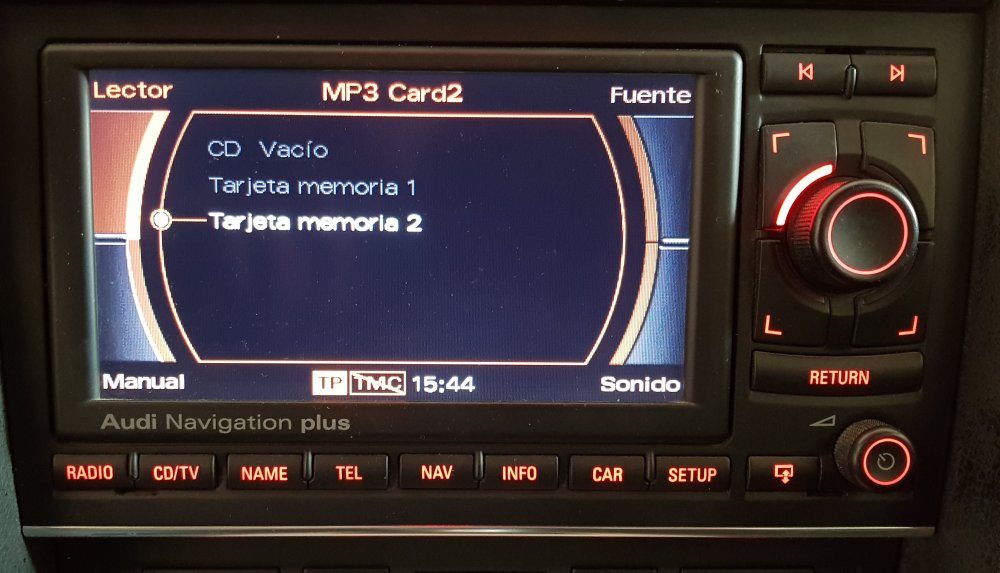 Lector
MP3 Card2
Fuente
CD Vacío
Tarjeta memoria 1
Tarjeta memoria 2
Manual
TP TMC 15:44
Sonido
Audi Navigation plus
RETURN
RADIO CD/TV NAME TEL NAV INFO CAR SETUP